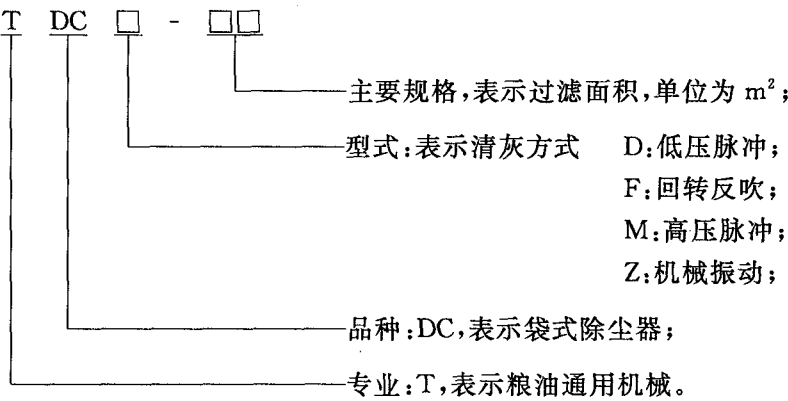 T DC □ - □□
主要规格,表示过滤面积,单位为 m²;
型式:表示清灰方式 D:低压脉冲;
F:回转反吹;
M:高压脉冲;
Z:机械振动;
品种:DC,表示袋式除尘器;
专业:T,表示粮油通用机械。